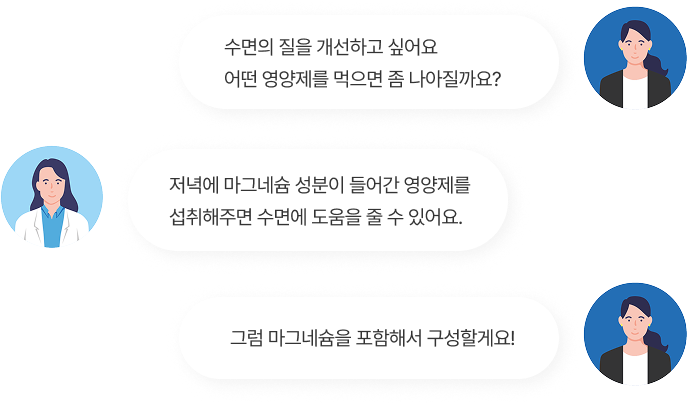 수면의 질을 개선하고 싶어요
어떤 영양제를 먹으면 좀 나아질까요?
저녁에 마그네슘 성분이 들어간 영양제를
섭취해주면 수면에 도움을 줄 수 있어요.
그럼 마그네슘을 포함해서 구성할게요!